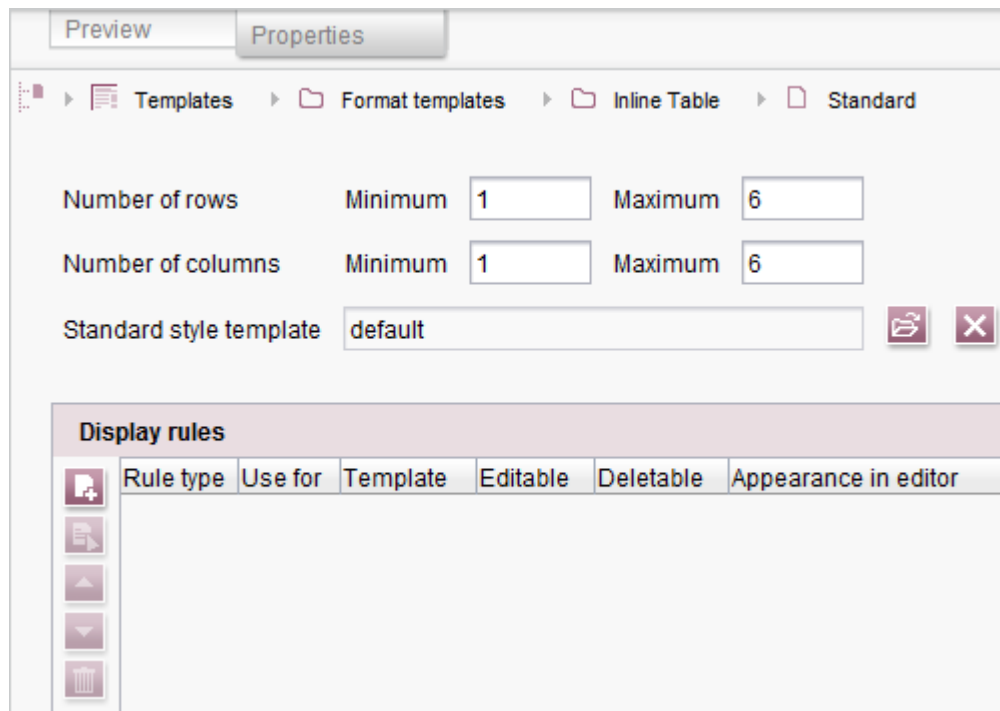 Preview Properties
Templates Format templates Inline Table Standard
Number of rows Minimum 1 Maximum 6
Number of columns Minimum 1 Maximum 6
Standard style template default
Display rules
Rule type Use for Template Editable Deletable Appearance in editor